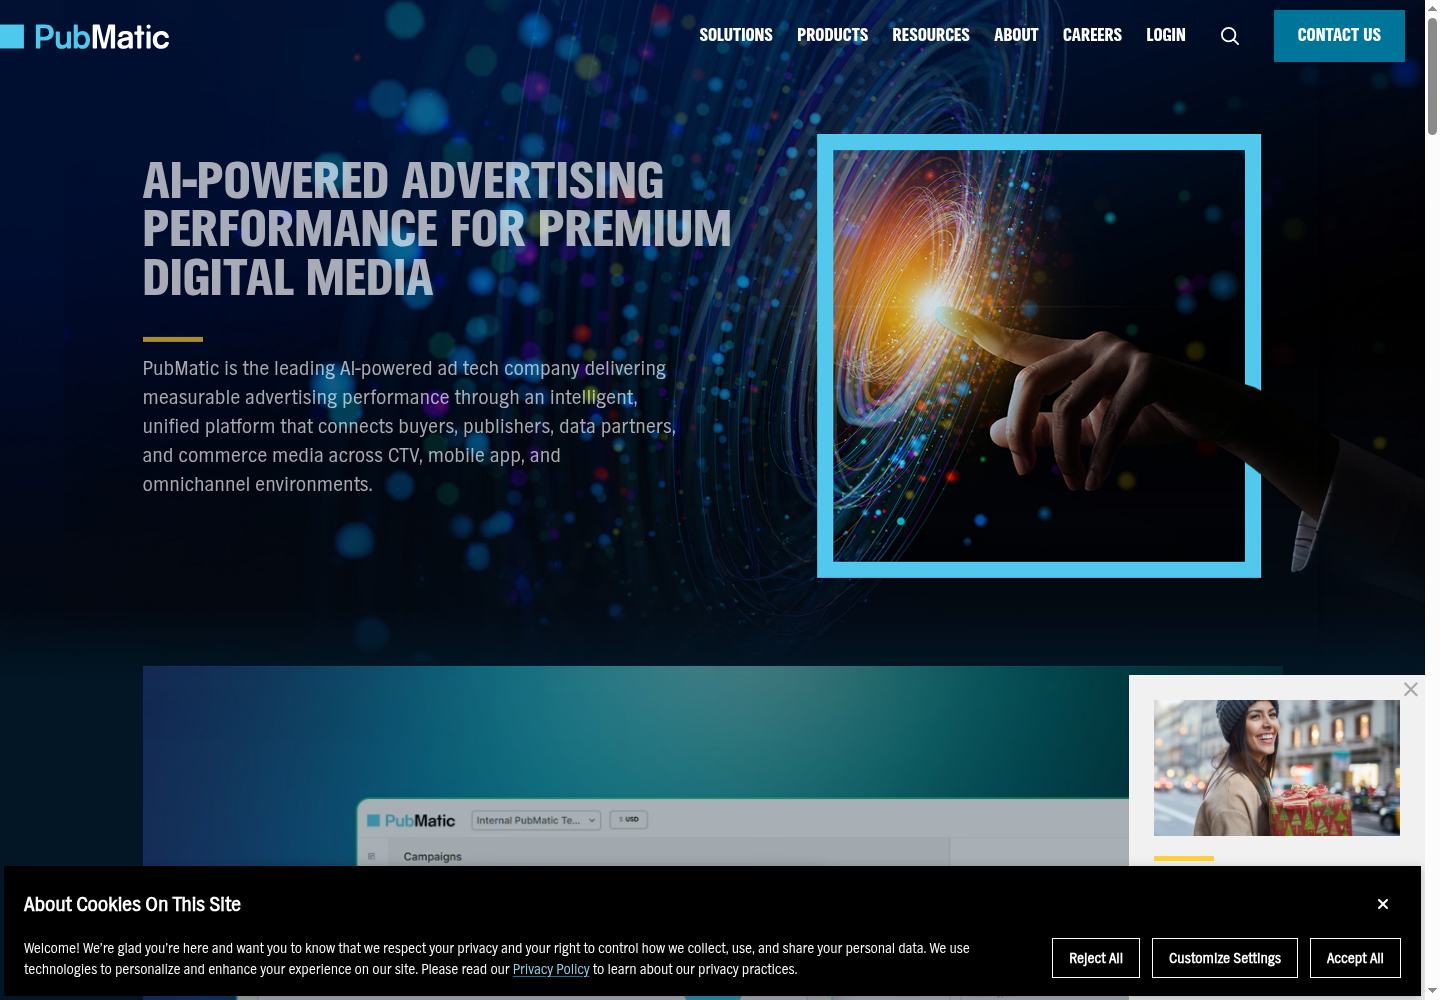 PubMatic
SOLUTIONS PRODUCTS RESOURCES ABOUT CAREERS LOGIN CONTACT US
AI-POWERED ADVERTISING
PERFORMANCE FOR PREMIUM
DIGITAL MEDIA
PubMatic is the leading AI-powered ad tech company delivering
measurable advertising performance through an intelligent,
unified platform that connects buyers, publishers, data partners,
and commerce media across CTV, mobile app, and
omnichannel environments.
PubMatic Internal PubMatic Te... $ USD
Campaigns
About Cookies On This Site
Welcome! We're glad you're here and want you to know that we respect your privacy and your right to control how we collect, use, and share your personal data. We use
technologies to personalize and enhance your experience on our site. Please read our Privacy Policy to learn about our privacy practices.
Reject All Customize Settings Accept All